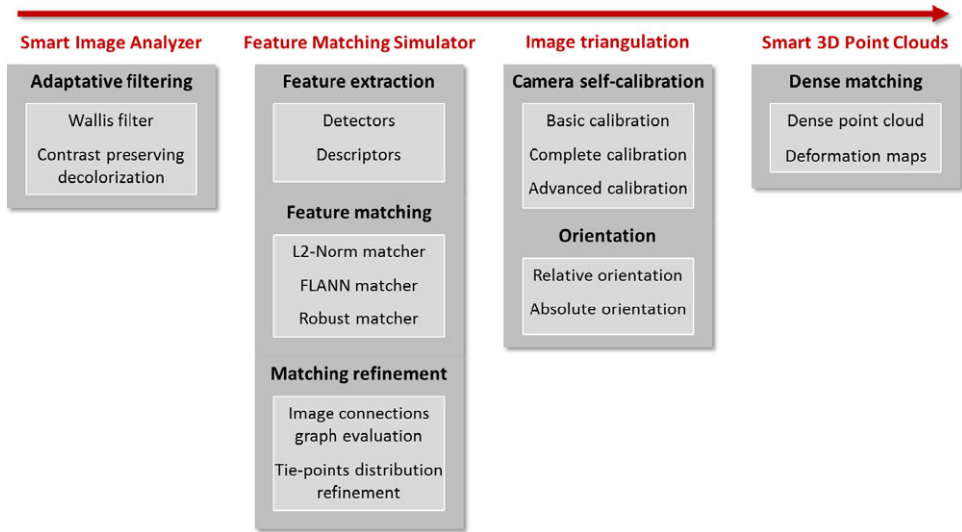 Smart Image Analyzer
Adaptative filtering
Wallis filter
Contrast preserving
decolorization
Feature Matching Simulator
Feature extraction
Detectors
Descriptors
Feature matching
L2-Norm matcher
FLANN matcher
Robust matcher
Matching refinement
Image connections
graph evaluation
Tie-points distribution
refinement
Image triangulation
Camera self-calibration
Basic calibration
Complete calibration
Advanced calibration
Orientation
Relative orientation
Absolute orientation
Smart 3D Point Clouds
Dense matching
Dense point cloud
Deformation maps